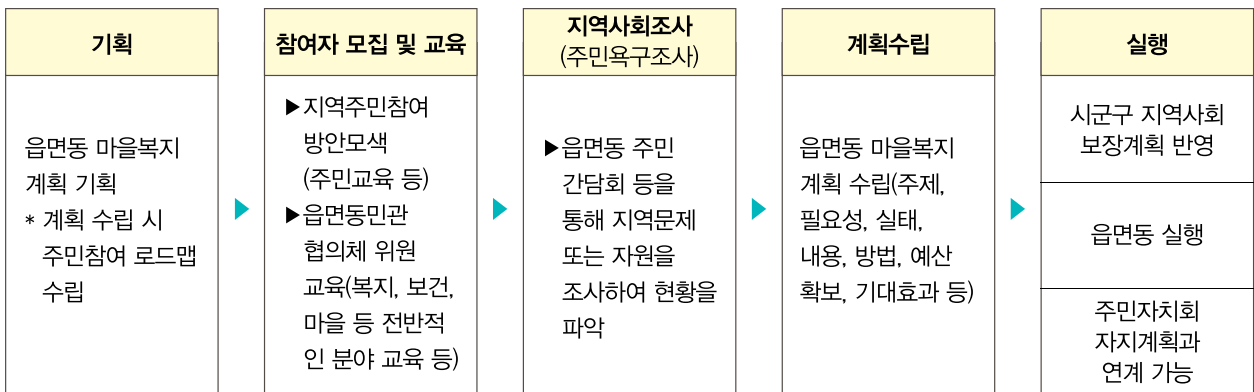 기획
읍면동 마을복지
계획 기획
* 계획 수립 시
주민참여 로드맵
수립
참여자 모집 및 교육
▶지역주민참여
방안모색
(주민교육 등)
▶읍면동민관
협의체 위원
교육(복지, 보건,
마을 등 전반적
인 분야 교육 등)
지역사회조사
(주민욕구조사)
▶읍면동 주민
간담회 등을
통해 지역문제
또는 자원을
조사하여 현황을
파악
계획수립
읍면동 마을복지
계획 수립(주제,
필요성, 실태,
내용, 방법, 예산
확보, 기대효과 등)
실행
시군구 지역사회
보장계획 반영
읍면동 실행
주민자치회
자지계획과
연계 가능